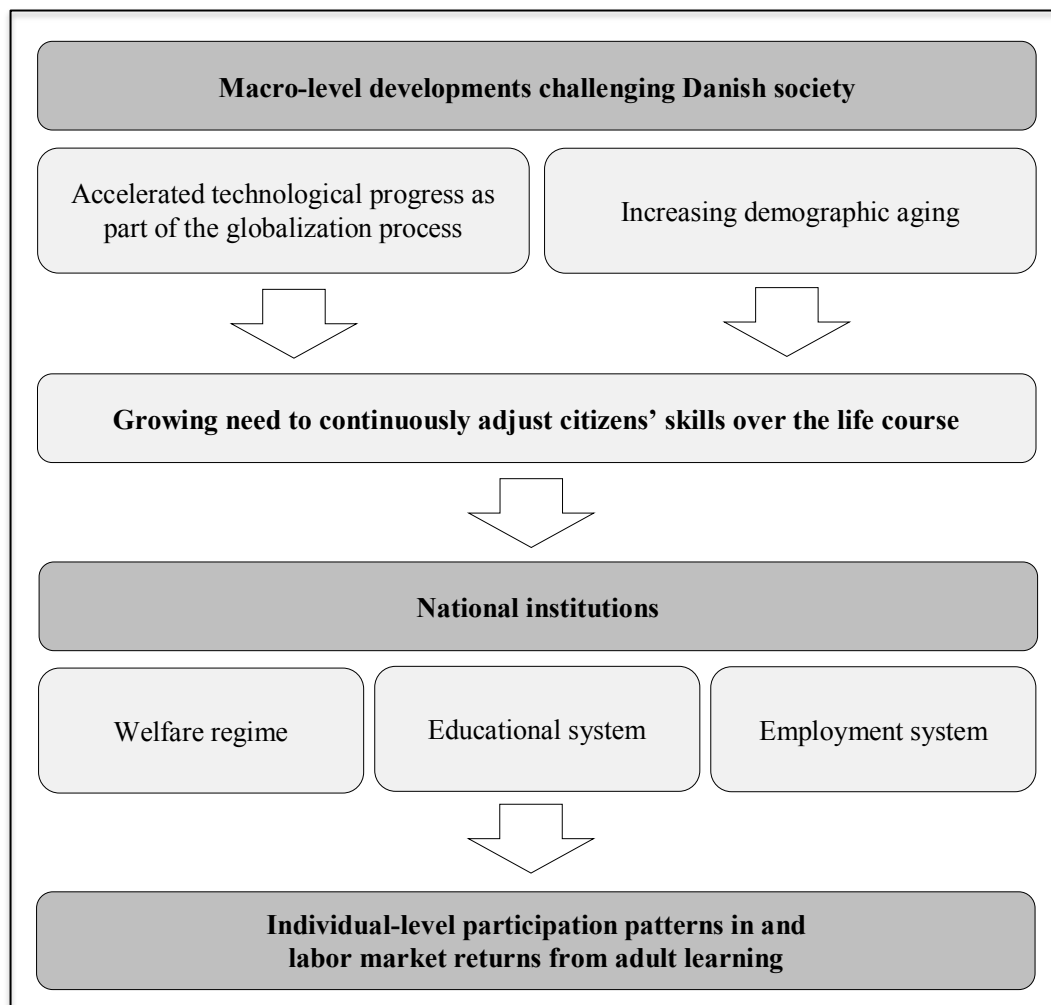 Macro-level developments challenging Danish society
Accelerated technological progress as
part of the globalization process
Increasing demographic aging
Growing need to continuously adjust citizens’ skills over the life course
National institutions
Welfare regime
Educational system
Employment system
Individual-level participation patterns in and
labor market returns from adult learning